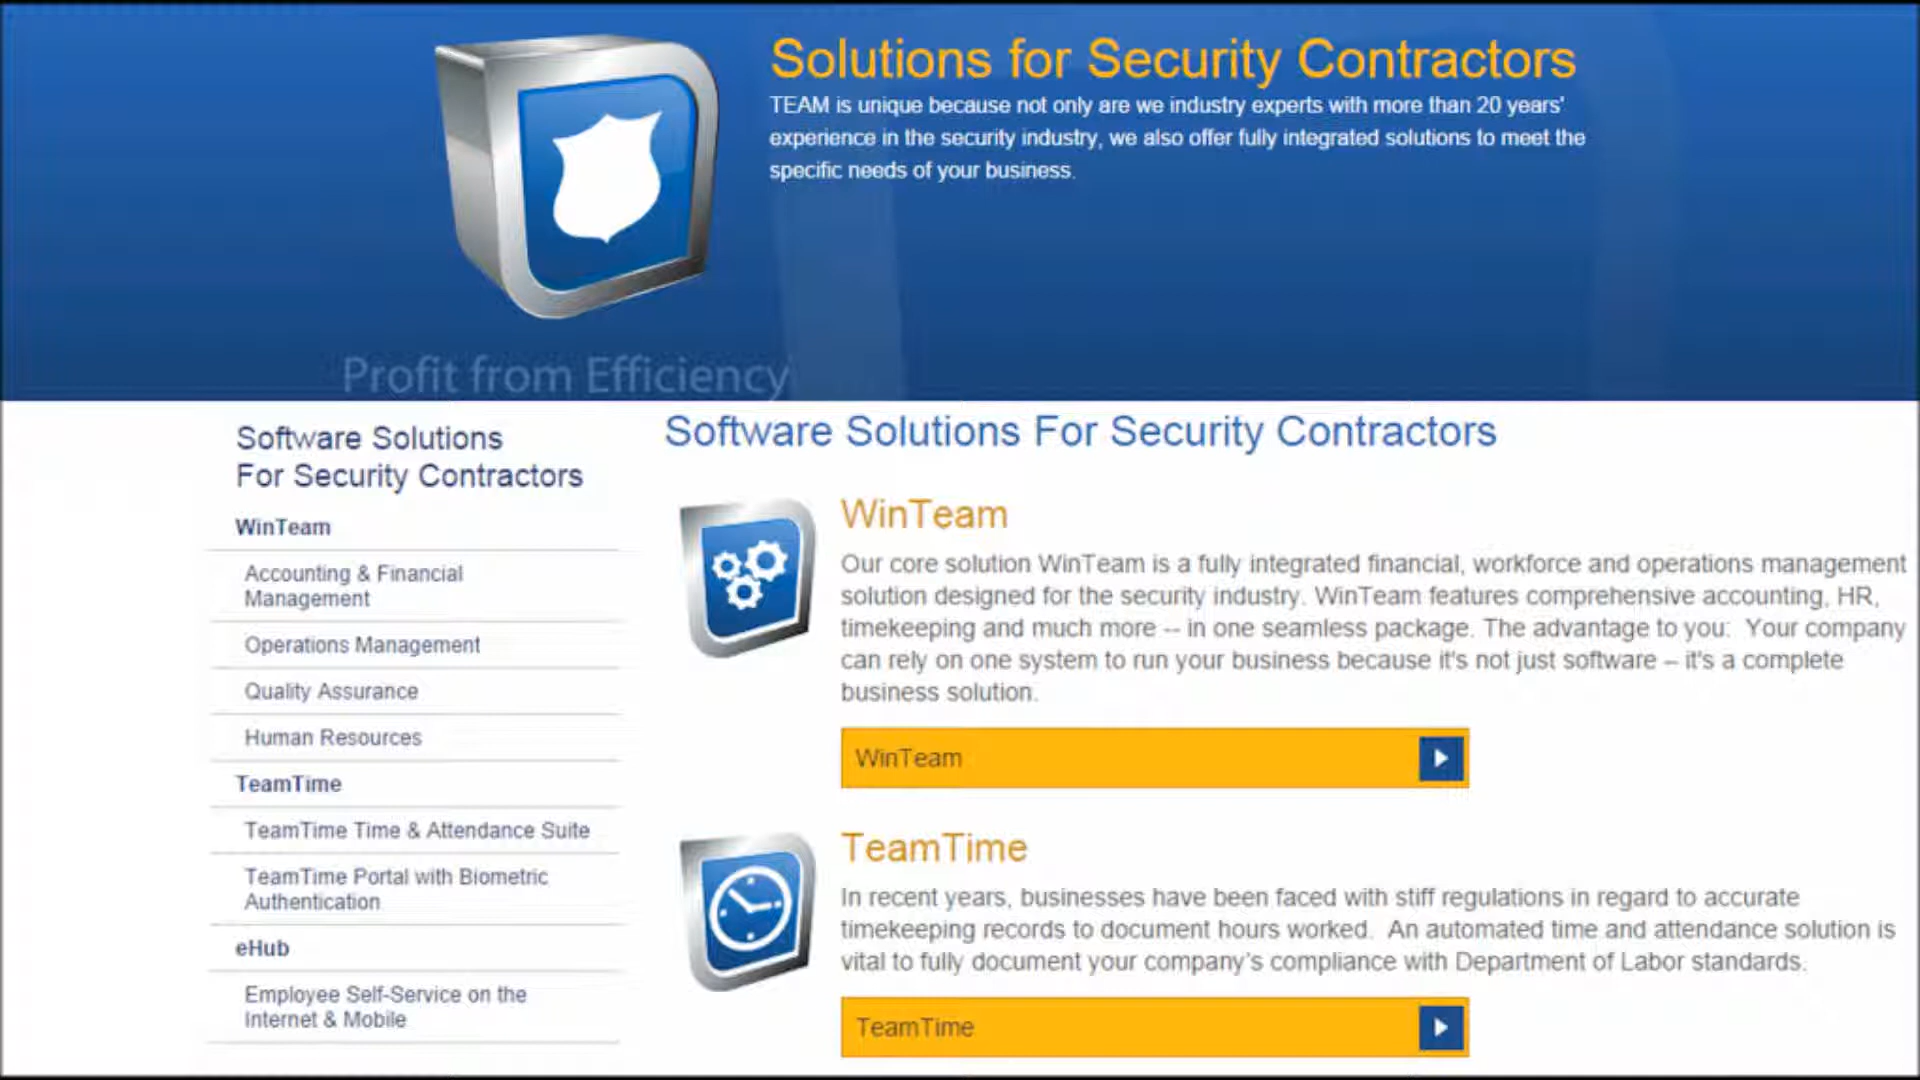 Solutions for Security Contractors
TEAM is unique because not only are we industry experts with more than 20 years'
experience in the security industry, we also offer fully integrated solutions to meet the
specific needs of your business.
Profit from Efficiency
Software Solutions
For Security Contractors
WinTeam
Accounting & Financial
Management
Operations Management
Quality Assurance
Human Resources
TeamTime
TeamTime Time & Attendance Suite
TeamTime Portal with Biometric
Authentication
eHub
Employee Self-Service on the
Internet & Mobile
Software Solutions For Security Contractors
WinTeam
Our core solution WinTeam is a fully integrated financial, workforce and operations management
solution designed for the security industry. WinTeam features comprehensive accounting, HR,
timekeeping and much more -- in one seamless package. The advantage to you:  Your company
can rely on one system to run your business because it's not just software – it's a complete
business solution.
WinTeam
TeamTime
In recent years, businesses have been faced with stiff regulations in regard to accurate
timekeeping records to document hours worked.  An automated time and attendance solution is
vital to fully document your company’s compliance with Department of Labor standards.
TeamTime